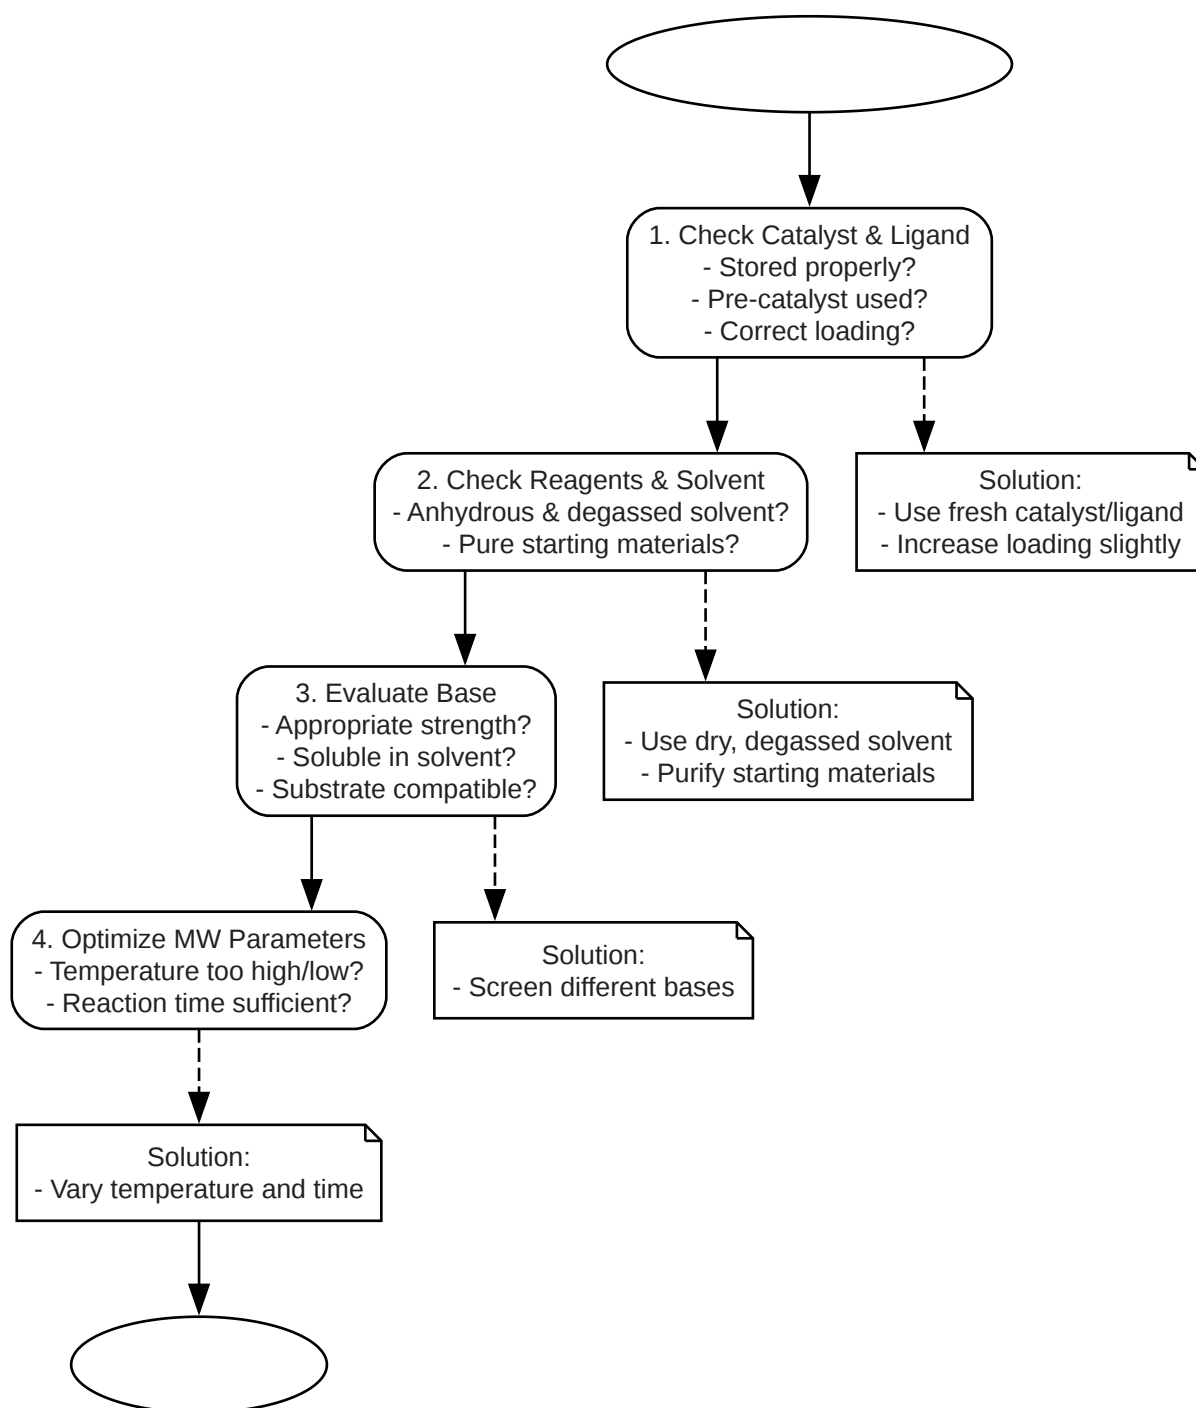 1. Check Catalyst & Ligand
- Stored properly?
- Pre-catalyst used?
- Correct loading?
2. Check Reagents & Solvent
- Anhydrous & degassed solvent?
- Pure starting materials?
Solution:
- Use fresh catalyst/ligand
- Increase loading slightly
3. Evaluate Base
- Appropriate strength?
- Soluble in solvent?
- Substrate compatible?
Solution:
- Use dry, degassed solvent
- Purify starting materials
4. Optimize MW Parameters
- Temperature too high/low?
- Reaction time sufficient?
Solution:
- Screen different bases
Solution:
- Vary temperature and time